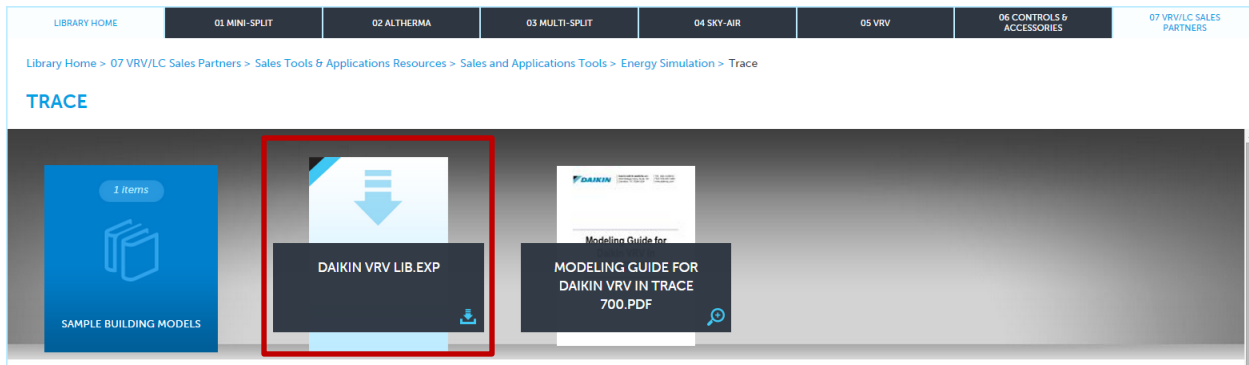 LIBRARY HOME
01 MINI-SPLIT
02 ALTHERMA
03 MULTI-SPLIT
04 SKY-AIR
05 VRV
06 CONTROLS &
ACCESSORIES
07 VRV/LC SALES
PARTNERS
Library Home > 07 VRV/LC Sales Partners > Sales Tools & Applications Resources > Sales and Applications Tools > Energy Simulation > Trace
TRACE
1 items
SAMPLE BUILDING MODELS
DAIKIN VRV LIB.EXP
DAIKIN
Modeling Guide for
MODELING GUIDE FOR
DAIKIN VRV IN TRACE
700.PDF